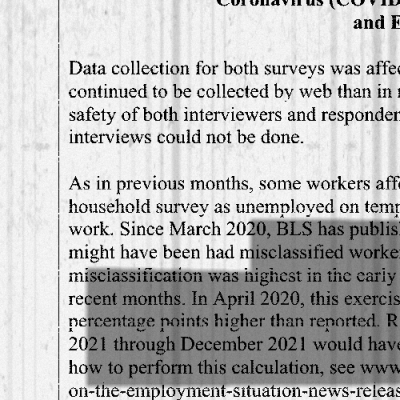 Coronavirus (COVID
and E
Data collection for both surveys was affe
continued to be collected by web than in
safety of both interviewers and responden
interviews could not be done.
As in previous months, some workers affe
household survey as unemployed on temp
work. Since March 2020, BLS has publis
might have been had misclassified worke
misclassification was highest in the early
recent months. In April 2020, this exercis
percentage points higher than reported. R
2021 through December 2021 would have
how to perform this calculation, see www
on-the-employment-situation-news-releas